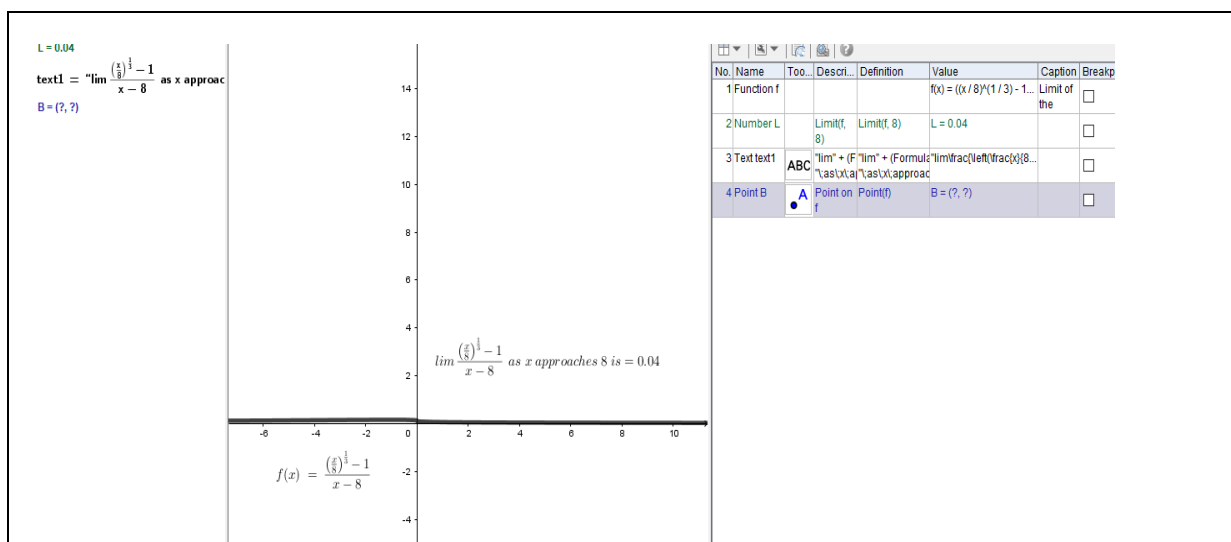 L = 0.04
text1 = "lim ((x/8)^(1/3) − 1)/(x − 8) as x approac
B = (?, ?)
14
12
10
8
6
4
2
0
-2
-4
-6 -4 -2 2 4 6 8 10
lim ((x/8)^(1/3) − 1)/(x − 8) as x approaches 8 is = 0.04
f(x) = ((x/8)^(1/3) − 1)/(x − 8)
No. Name Too... Descri... Definition Value Caption Breakp
1 Function f f(x) = ((x / 8)^(1 / 3) - 1... Limit of
the
2 Number L Limit(f, Limit(f, 8) L = 0.04
8)
3 Text text1 ABC "lim" + (F "lim" + (Formula "lim\frac{\left(\frac{x}{8...
"\;as\;x\;a "\;as\;x\;approac
4 Point B A Point on Point(f) B = (?, ?)
f